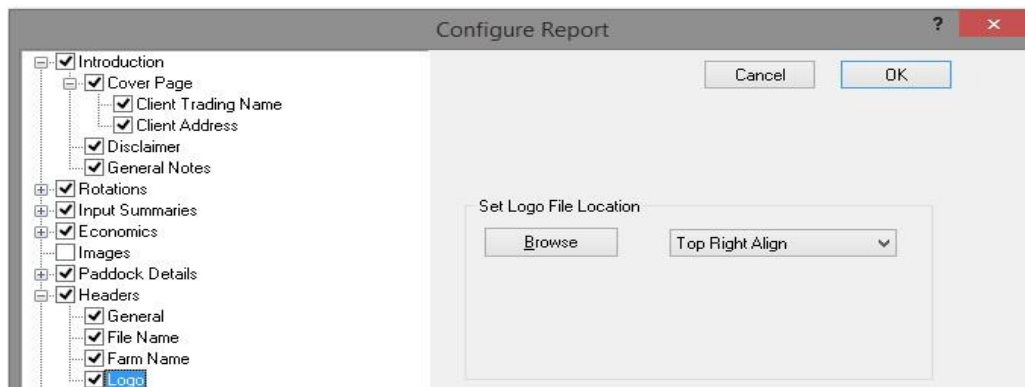 Configure Report
?
×
Introduction
Cover Page
Client Trading Name
Client Address
Disclaimer
General Notes
Rotations
Input Summaries
Economics
Images
Paddock Details
Headers
General
File Name
Farm Name
Logo
Cancel
OK
Set Logo File Location
Browse
Top Right Align